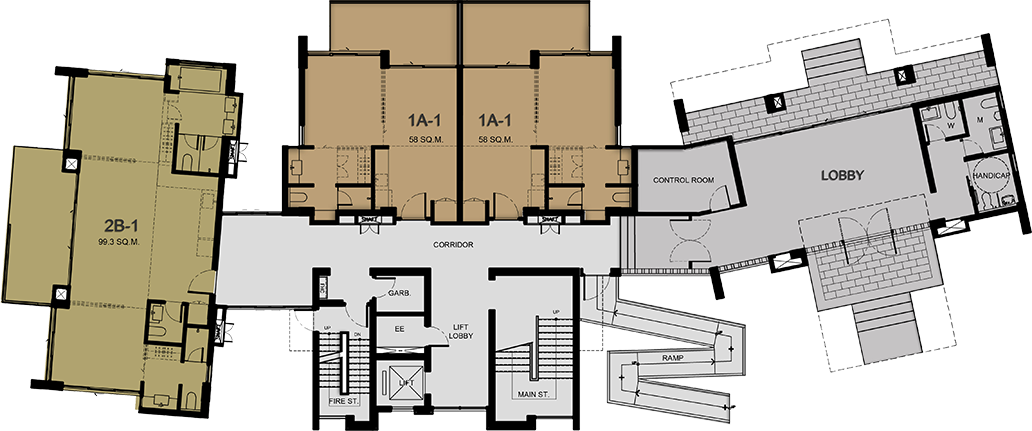 1A-1
58 SQ.M.
1A-1
58 SQ.M.
2B-1
99.3 SQ.M.
CONTROL ROOM
LOBBY
W
M
HANDICAP
SHAFT
SHAFT
CORRIDOR
GARB.
EE
LIFT
LOBBY
LIFT
UP
DN
FIRE ST.
UP
MAIN ST.
RAMP